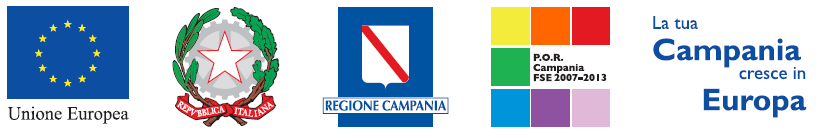 Unione Europea
REPVBBLICA ITALIANA
REGIONE CAMPANIA
P.O.R.
Campania
FSE 2007-2013
La tua
Campania
cresce in
Europa